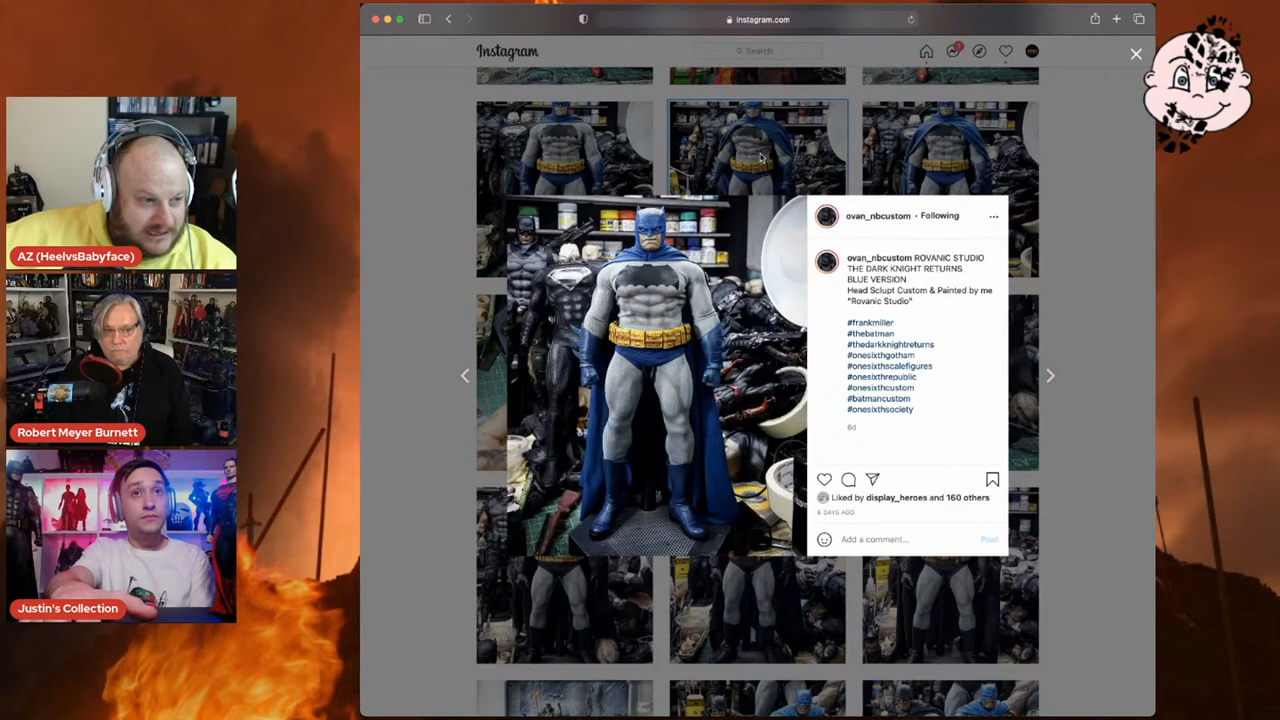 instagram.com
Instagram
Search
AZ (HeelvsBabyface)
Robert Meyer Burnett
Justin's Collection
ovan_nbcustom • Following
ovan_nbcustom ROVANIC STUDIO
THE DARK KNIGHT RETURNS
BLUE VERSION
Head Sclupt Custom & Painted by me
"Rovanic Studio"
#frankmiller
#thebatman
#thedarkknightreturns
#onesixthgotham
#onesixthscalefigures
#onesixthrepublic
#onesixthcustom
#batmancustom
#onesixthsociety
6d
Liked by display_heroes and 160 others
6 DAYS AGO
Add a comment...
Post